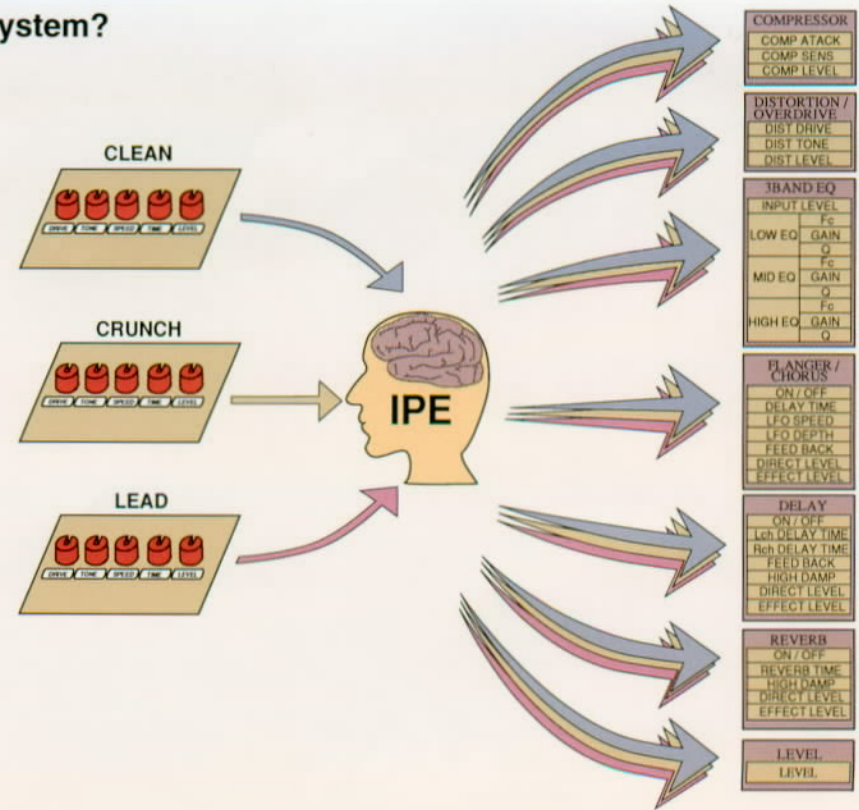 ystem?
CLEAN
DRIVE TONE SPEED TIME LEVEL
CRUNCH
DRIVE TONE SPEED TIME LEVEL
LEAD
DRIVE TONE SPEED TIME LEVEL
IPE
COMPRESSOR
COMP ATACK
COMP SENS
COMP LEVEL
DISTORTION /
OVERDRIVE
DIST DRIVE
DIST TONE
DIST LEVEL
3BAND EQ
INPUT LEVEL
LOW EQ
Fc
GAIN
Q
MID EQ
Fc
GAIN
Q
HIGH EQ
Fc
GAIN
Q
FLANGER /
CHORUS
ON / OFF
DELAY TIME
LFO SPEED
LFO DEPTH
FEED BACK
DIRECT LEVEL
EFFECT LEVEL
DELAY
ON / OFF
Lch DELAY TIME
Rch DELAY TIME
FEED BACK
HIGH DAMP
DIRECT LEVEL
EFFECT LEVEL
REVERB
ON / OFF
REVERB TIME
HIGH DAMP
DIRECT LEVEL
EFFECT LEVEL
LEVEL
LEVEL